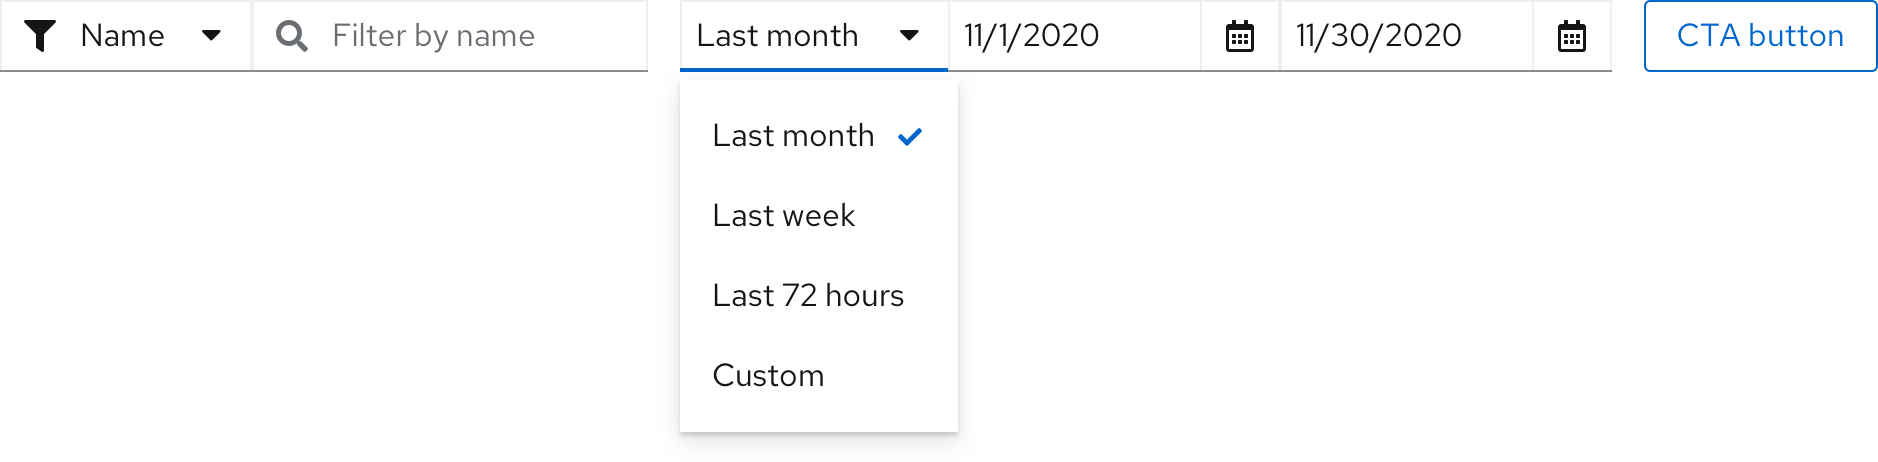 Name Filter by name Last month 11/1/2020 11/30/2020 CTA button
Last month
Last week
Last 72 hours
Custom